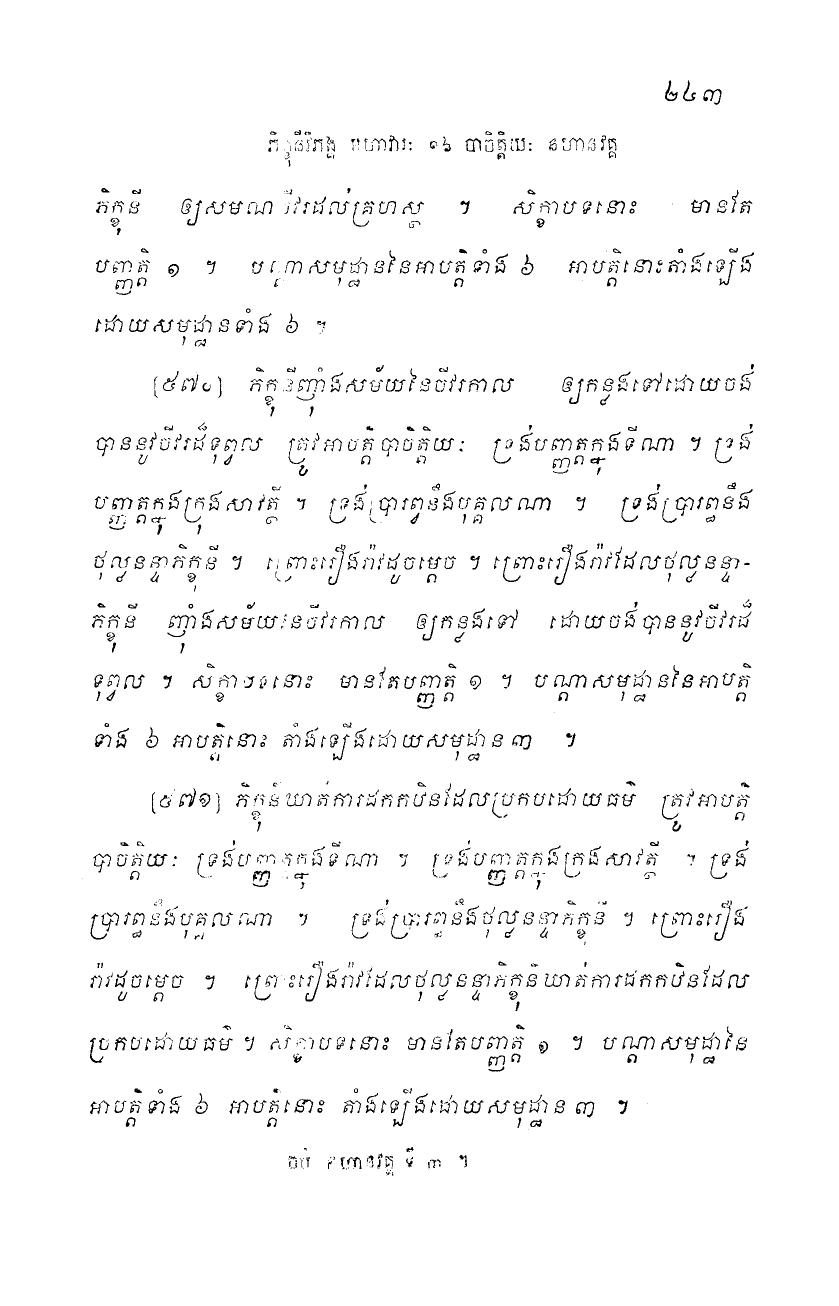 ២៤៣
ភិក្ខុនីវិភង្គ មហាវារៈ ១៦ បាចិត្តិយៈ នហានវគ្គ
ភិក្ខុនី ឲ្យសមណចីវរដល់គ្រហស្ថ ។ សិក្ខាបទនោះ មានតែ
បញ្ញត្តិ ១ ។ បណ្តាសមុដ្ឋាននៃអាបត្តិទាំង ៦ អាបត្តិនោះតាំងឡើង
ដោយសមុដ្ឋានទាំង ៦ ។
[៥៧០] ភិក្ខុនីញ៉ាំងសម័យនៃចីវរកាល ឲ្យកន្លងទៅដោយចង់
បាននូវចីវរដ៏ទុព្វល ត្រូវអាបត្តិបាចិត្តិយៈ ទ្រង់បញ្ញត្តក្នុងទីណា ។ ទ្រង់
បញ្ញត្តក្នុងក្រុងសាវត្ថី ។ ទ្រង់ប្រារព្ធនឹងបុគ្គលណា ។ ទ្រង់ប្រារព្ធនឹង
ថុល្លនន្ទាភិក្ខុនី ។ ព្រោះរឿងរ៉ាវដូចម្តេច ។ ព្រោះរឿងរ៉ាវដែលថុល្លនន្ទា-
ភិក្ខុនី ញ៉ាំងសម័យនៃចីវរកាល ឲ្យកន្លងទៅ ដោយចង់បាននូវចីវរដ៏
ទុព្វល ។ សិក្ខាបទនោះ មានតែបញ្ញត្តិ ១ ។ បណ្តាសមុដ្ឋាននៃអាបត្តិ
ទាំង ៦ អាបត្តិនោះ តាំងឡើងដោយសមុដ្ឋាន ៣ ។
[៥៧១] ភិក្ខុនីឃាត់ការដកកឋិនដែលប្រកបដោយធម៌ ត្រូវអាបត្តិ
បាចិត្តិយៈ ទ្រង់បញ្ញត្តក្នុងទីណា ។ ទ្រង់បញ្ញត្តក្នុងក្រុងសាវត្ថី ។ ទ្រង់
ប្រារព្ធនឹងបុគ្គលណា ។ ទ្រង់ប្រារព្ធនឹងថុល្លនន្ទាភិក្ខុនី ។ ព្រោះរឿង
រ៉ាវដូចម្តេច ។ ព្រោះរឿងរ៉ាវដែលថុល្លនន្ទាភិក្ខុនីឃាត់ការដកកឋិនដែល
ប្រកបដោយធម៌ ។ សិក្ខាបទនោះ មានតែបញ្ញត្តិ ១ ។ បណ្តាសមុដ្ឋានៃ
អាបត្តិទាំង ៦ អាបត្តិនោះ តាំងឡើងដោយសមុដ្ឋាន ៣ ។
ចប់ នហានវគ្គ ទី ៣ ។